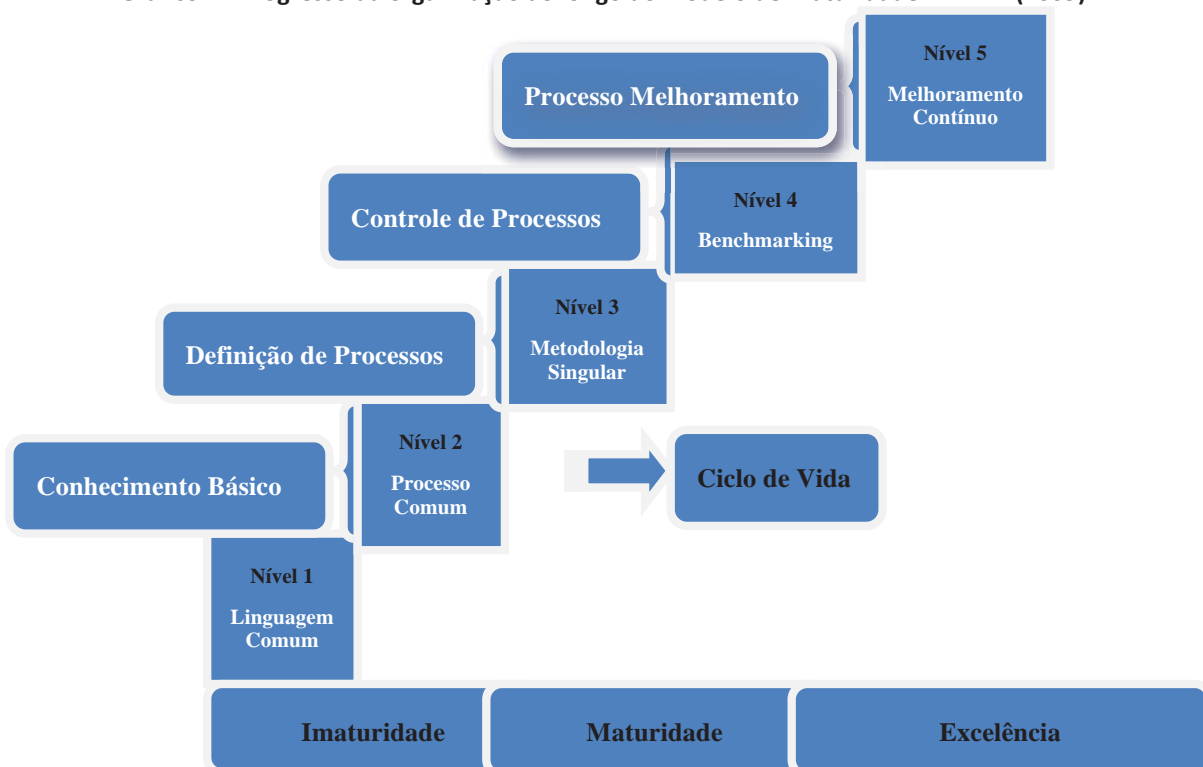 Nível 5
Melhoramento
Contínuo
Processo Melhoramento
Nível 4
Benchmarking
Controle de Processos
Nível 3
Metodologia
Singular
Definição de Processos
Nível 2
Processo
Comum
Conhecimento Básico
Ciclo de Vida
Nível 1
Linguagem
Comum
Imaturidade
Maturidade
Excelência